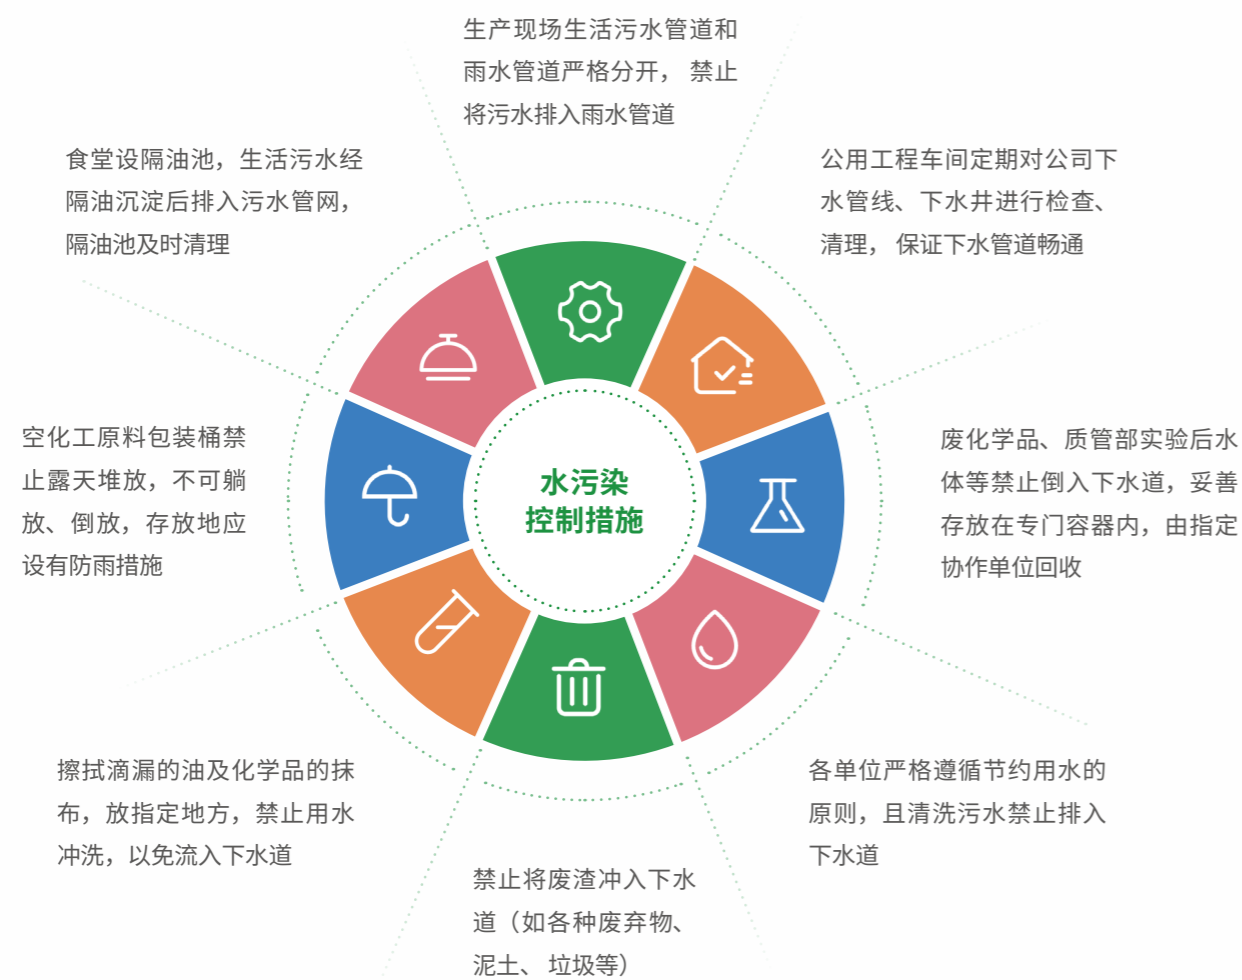 生产现场生活污水管道和
雨水管道严格分开， 禁止
将污水排入雨水管道
食堂设隔油池，生活污水经
隔油沉淀后排入污水管网，
隔油池及时清理
公用工程车间定期对公司下
水管线、下水井进行检查、
清理， 保证下水管道畅通
空化工原料包装桶禁
止露天堆放，不可躺
放、倒放，存放地应
设有防雨措施
水污染
控制措施
废化学品、质管部实验后水
体等禁止倒入下水道，妥善
存放在专门容器内，由指定
协作单位回收
擦拭滴漏的油及化学品的抹
布，放指定地方，禁止用水
冲洗，以免流入下水道
各单位严格遵循节约用水的
原则，且清洗污水禁止排入
下水道
禁止将废渣冲入下水
道（如各种废弃物、
泥土、 垃圾等）